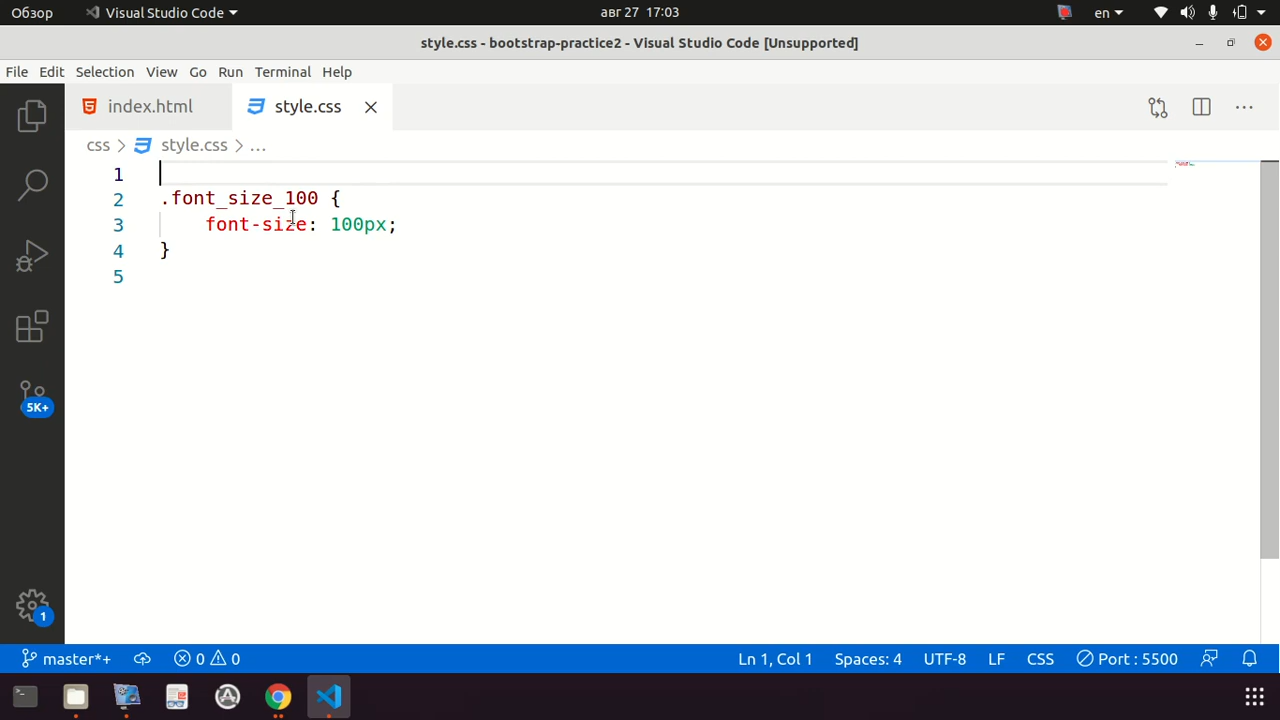 Обзор Visual Studio Code авг 27 17:03 en
style.css - bootstrap-practice2 - Visual Studio Code [Unsupported]
File Edit Selection View Go Run Terminal Help
index.html style.css
css > style.css > ...
1
2 .font_size_100 {
3 font-size: 100px;
4 }
5
5K+
1
master*+ 0 0 Ln 1, Col 1 Spaces: 4 UTF-8 LF CSS Port : 5500